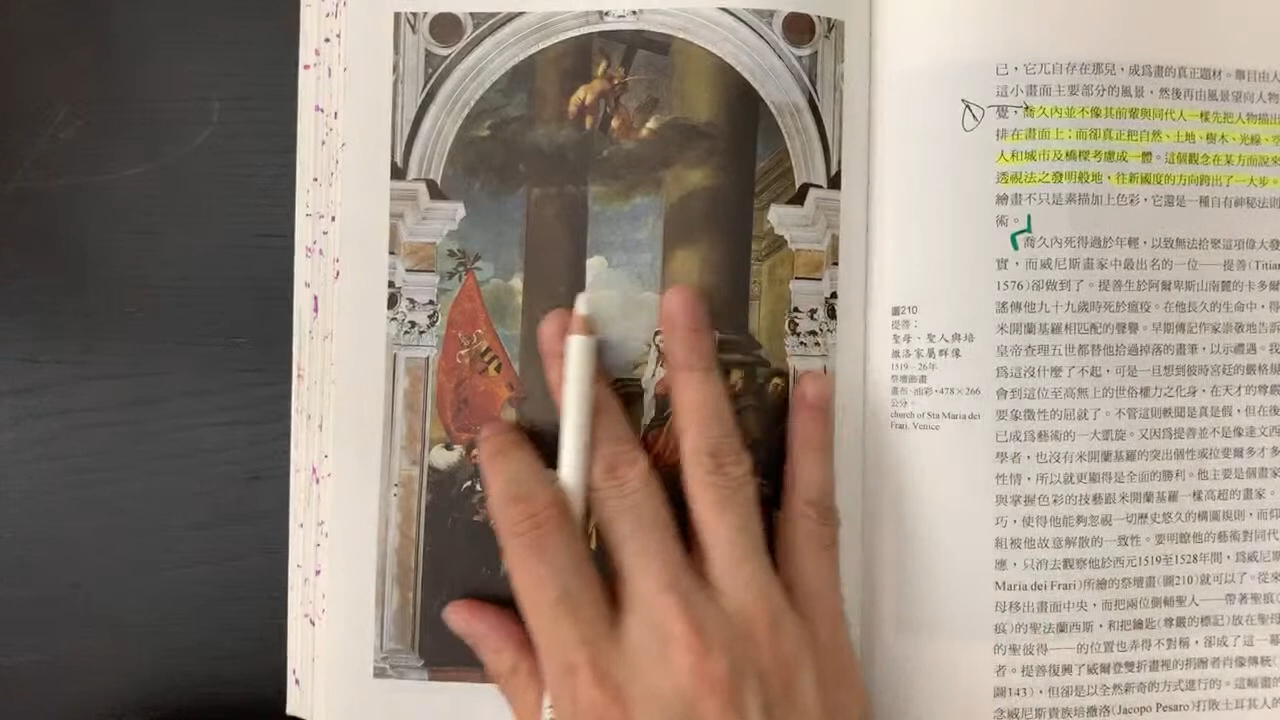 圖210
提善：
聖母、聖人與培
撒洛家屬群像
1519－26年
祭壇飾畫
畫布、油彩，478×266
公分。
church of Sta Maria dei
Frari, Venice
已，它兀自存在那兒，成爲畫的真正題材。舉目由人
這小畫面主要部分的風景，然後再由風景望向人物
覺，喬久內並不像其前輩與同代人一樣先把人物描出
排在畫面上；而卻真正把自然、土地、樹木、光線、空
人和城市及橋樑考慮成一體。這個觀念在某方面說來
透視法之發明般地，往新國度的方向跨出了一大步。
繪畫不只是素描加上色彩，它還是一種自有神秘法則
術。
喬久內死得過於年輕，以致無法拾聚這項偉大發
實，而威尼斯畫家中最出名的一位——提善(Titian
1576)卻做到了。提善生於阿爾卑斯山南麓的卡多爾
謠傳他九十九歲時死於瘟疫。在他長久的生命中，得
米開蘭基羅相匹配的聲譽。早期傳記作家崇敬地告訴
皇帝查理五世都替他拾過掉落的畫筆，以示禮遇。我
爲這沒什麼了不起，可是一旦想到彼時宮廷的嚴格規
會到這位至高無上的世俗權力之化身，在天才的尊嚴
要象徵性的屈就了。不管這則軼聞是真是假，但在後
已成爲藝術的一大凱旋。又因爲提善並不是像達文西
學者，也沒有米開蘭基羅的突出個性或拉斐爾多才多
性情，所以就更顯得是全面的勝利。他主要是個畫家
與掌握色彩的技藝跟米開蘭基羅一樣高超的畫家。
巧，使得他能夠忽視一切歷史悠久的構圖規則，而仰
組被他故意解散的一致性。要明瞭他的藝術對同代
應，只消去觀察他於西元1519至1528年間，爲威尼斯
Maria dei Frari)所繪的祭壇畫(圖210)就可以了。從來
母移出畫面中央，而把兩位側輔聖人——帶著聖痕(
痕)的聖法蘭西斯，和把鑰匙(尊嚴的標記)放在聖母
的聖彼得——的位置也弄得不對稱，卻成了這一幕
者。提善復興了威爾登雙折畫裡的捐贈者肖像傳統(
圖143)，但卻是以全然新奇的方式進行的。這幅畫的
念威尼斯貴族培撒洛(Jacopo Pesaro)打敗土耳其人的